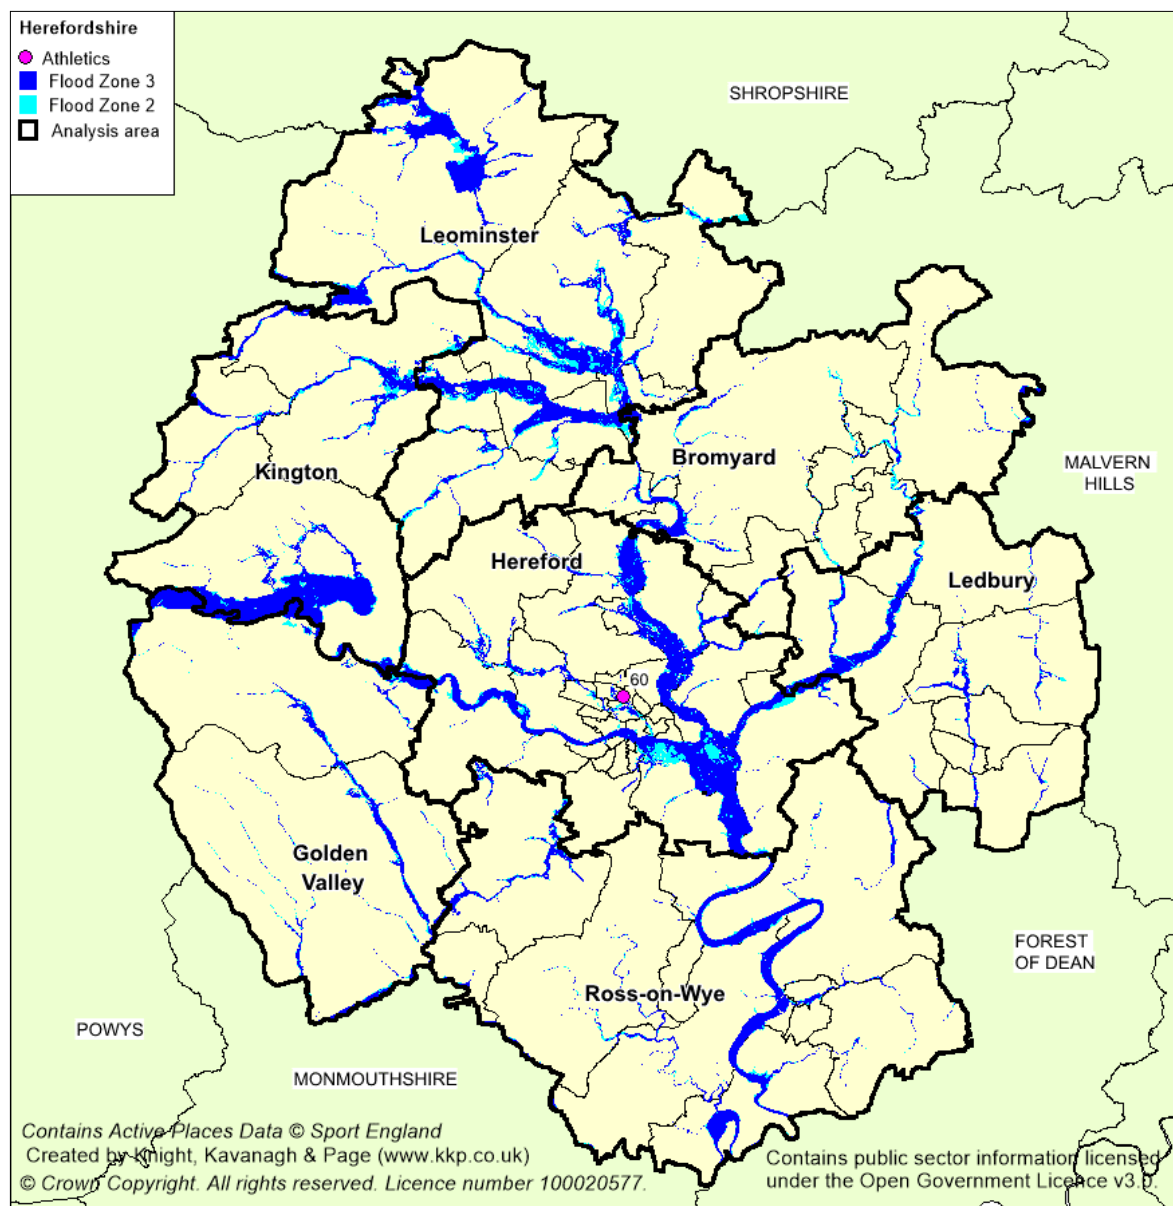 Herefordshire
Athletics
Flood Zone 3
Flood Zone 2
Analysis area
SHROPSHIRE
Leominster
Kington
Bromyard
MALVERN
HILLS
Hereford
Ledbury
60
Golden
Valley
FOREST
OF DEAN
Ross-on-Wye
POWYS
MONMOUTHSHIRE
Contains Active Places Data © Sport England
Created by Knight, Kavanagh & Page (www.kkp.co.uk)
© Crown Copyright. All rights reserved. Licence number 100020577.
Contains public sector information licensed
under the Open Government Licence v3.0.